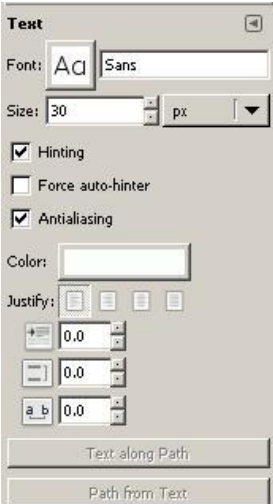 Text
Font: Aa Sans
Size: 30 px
Hinting
Force auto-hinter
Antialiasing
Color:
Justify:
0.0
0.0
a b 0.0
Text along Path
Path from Text